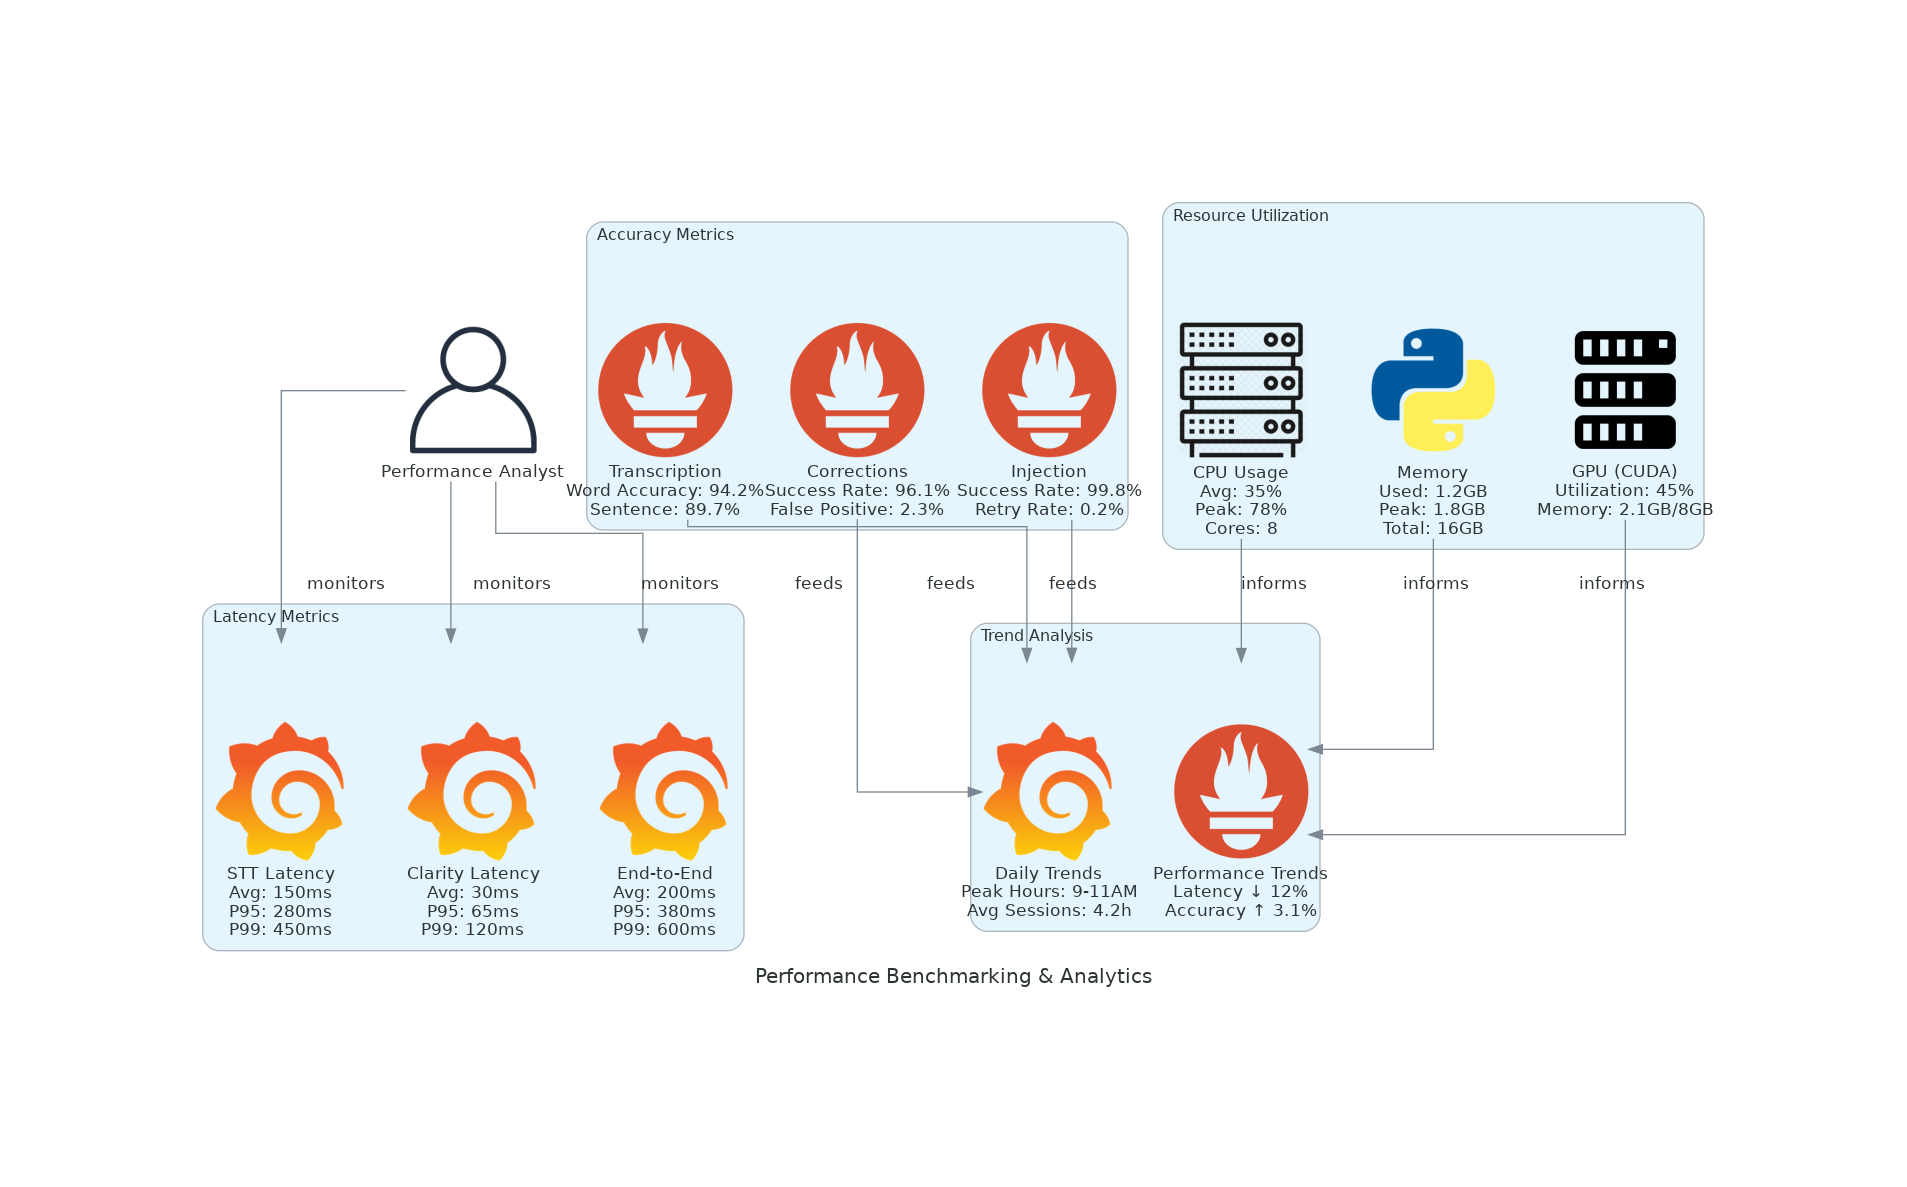 Resource Utilization
Accuracy Metrics
Performance Analyst
Transcription
Word Accuracy: 94.2%
Sentence: 89.7%
Corrections
Success Rate: 96.1%
False Positive: 2.3%
Injection
Success Rate: 99.8%
Retry Rate: 0.2%
CPU Usage
Avg: 35%
Peak: 78%
Cores: 8
Memory
Used: 1.2GB
Peak: 1.8GB
Total: 16GB
GPU (CUDA)
Utilization: 45%
Memory: 2.1GB/8GB
monitors
monitors
monitors
feeds
feeds
feeds
informs
informs
informs
Latency Metrics
Trend Analysis
STT Latency
Avg: 150ms
P95: 280ms
P99: 450ms
Clarity Latency
Avg: 30ms
P95: 65ms
P99: 120ms
End-to-End
Avg: 200ms
P95: 380ms
P99: 600ms
Daily Trends
Peak Hours: 9-11AM
Avg Sessions: 4.2h
Performance Trends
Latency ↓ 12%
Accuracy ↑ 3.1%
Performance Benchmarking & Analytics